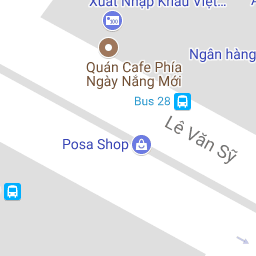 Xuất Nhập Khẩu Việt...
Quán Cafe Phía
Ngày Nắng Mới
Ngân hàng
Bus 28
Lê Văn Sỹ
Posa Shop